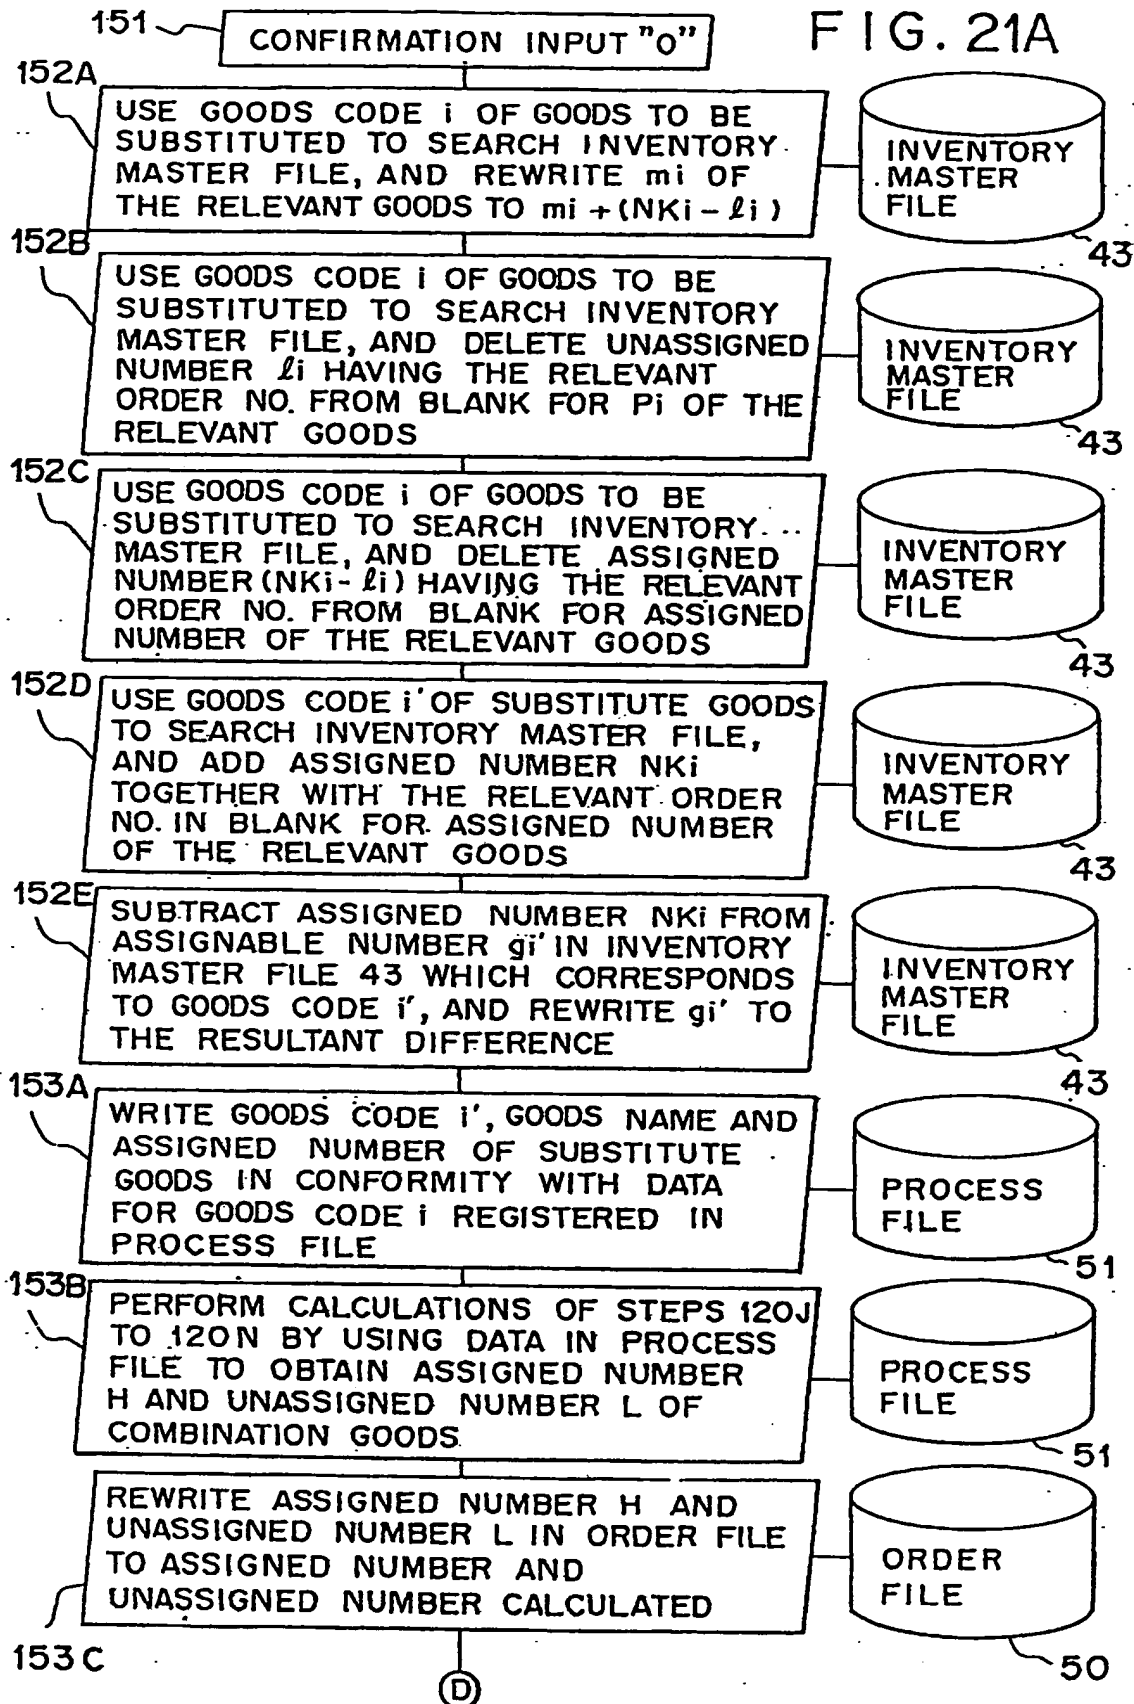 151
CONFIRMATION INPUT "0"
FIG. 21A
152A
USE GOODS CODE i OF GOODS TO BE
SUBSTITUTED TO SEARCH INVENTORY
MASTER FILE, AND REWRITE mi OF
THE RELEVANT GOODS TO mi+(NKi-ℓi)
INVENTORY
MASTER
FILE
43
152B
USE GOODS CODE i OF GOODS TO BE
SUBSTITUTED TO SEARCH INVENTORY
MASTER FILE, AND DELETE UNASSIGNED
NUMBER ℓi HAVING THE RELEVANT
ORDER NO. FROM BLANK FOR Pi OF THE
RELEVANT GOODS
INVENTORY
MASTER
FILE
43
152C
USE GOODS CODE i OF GOODS TO BE
SUBSTITUTED TO SEARCH INVENTORY
MASTER FILE, AND DELETE ASSIGNED
NUMBER (NKi-ℓi) HAVING THE RELEVANT
ORDER NO. FROM BLANK FOR ASSIGNED
NUMBER OF THE RELEVANT GOODS
INVENTORY
MASTER
FILE
43
152D
USE GOODS CODE i' OF SUBSTITUTE GOODS
TO SEARCH INVENTORY MASTER FILE,
AND ADD ASSIGNED NUMBER NKi
TOGETHER WITH THE RELEVANT ORDER
NO. IN BLANK FOR ASSIGNED NUMBER
OF THE RELEVANT GOODS
INVENTORY
MASTER
FILE
43
152E
SUBTRACT ASSIGNED NUMBER NKi FROM
ASSIGNABLE NUMBER gi' IN INVENTORY
MASTER FILE 43 WHICH CORRESPONDS
TO GOODS CODE i', AND REWRITE gi' TO
THE RESULTANT DIFFERENCE
INVENTORY
MASTER
FILE
43
153A
WRITE GOODS CODE i', GOODS NAME AND
ASSIGNED NUMBER OF SUBSTITUTE
GOODS IN CONFORMITY WITH DATA
FOR GOODS CODE i REGISTERED IN
PROCESS FILE
PROCESS
FILE
51
153B
PERFORM CALCULATIONS OF STEPS 120J
TO 120N BY USING DATA IN PROCESS
FILE TO OBTAIN ASSIGNED NUMBER
H AND UNASSIGNED NUMBER L OF
COMBINATION GOODS
PROCESS
FILE
51
REWRITE ASSIGNED NUMBER H AND
UNASSIGNED NUMBER L IN ORDER FILE
TO ASSIGNED NUMBER AND
UNASSIGNED NUMBER CALCULATED
153C
ORDER
FILE
50
D